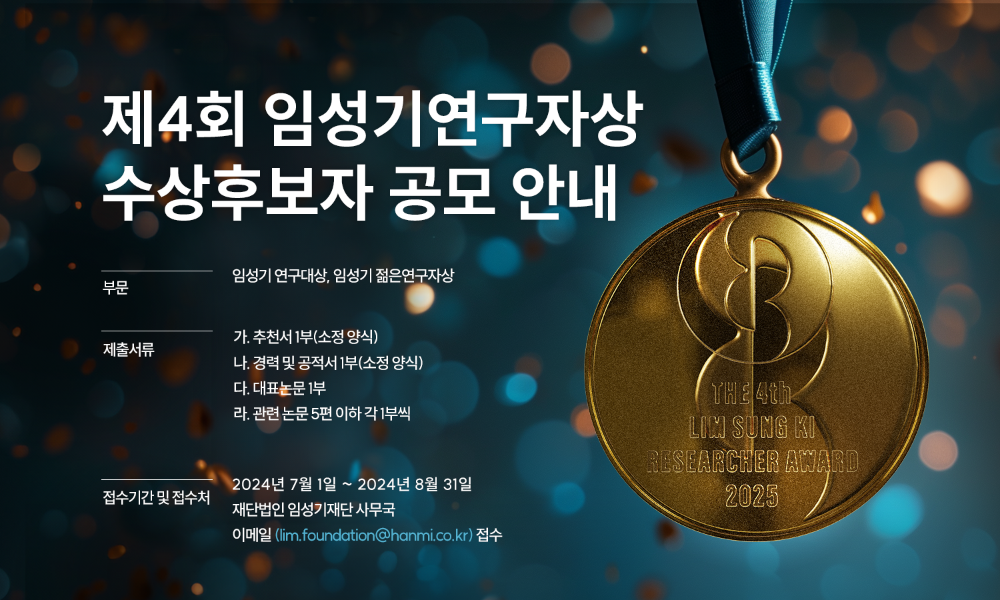 제4회 임성기연구자상
수상후보자 공모 안내
부문
임성기 연구대상, 임성기 젊은연구자상
제출서류
가. 추천서 1부(소정 양식)
나. 경력 및 공적서 1부(소정 양식)
다. 대표논문 1부
라. 관련 논문 5편 이하 각 1부씩
접수기간 및 접수처
2024년 7월 1일 ~ 2024년 8월 31일
재단법인 임성기재단 사무국
이메일 (lim.foundation@hanmi.co.kr) 접수
THE 4th
LIM SUNG KI
RESEARCHER AWARD
2025